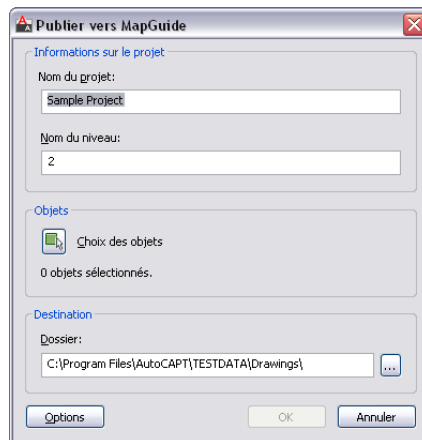 Publier vers MapGuide
Informations sur le projet
Nom du projet:
Sample Project
Nom du niveau:
2
Objets
Choix des objets
0 objets sélectionnés.
Destination
Dossier:
C:\Program Files\AutoCAPT\TESTDATA\Drawings\
...
Options OK Annuler